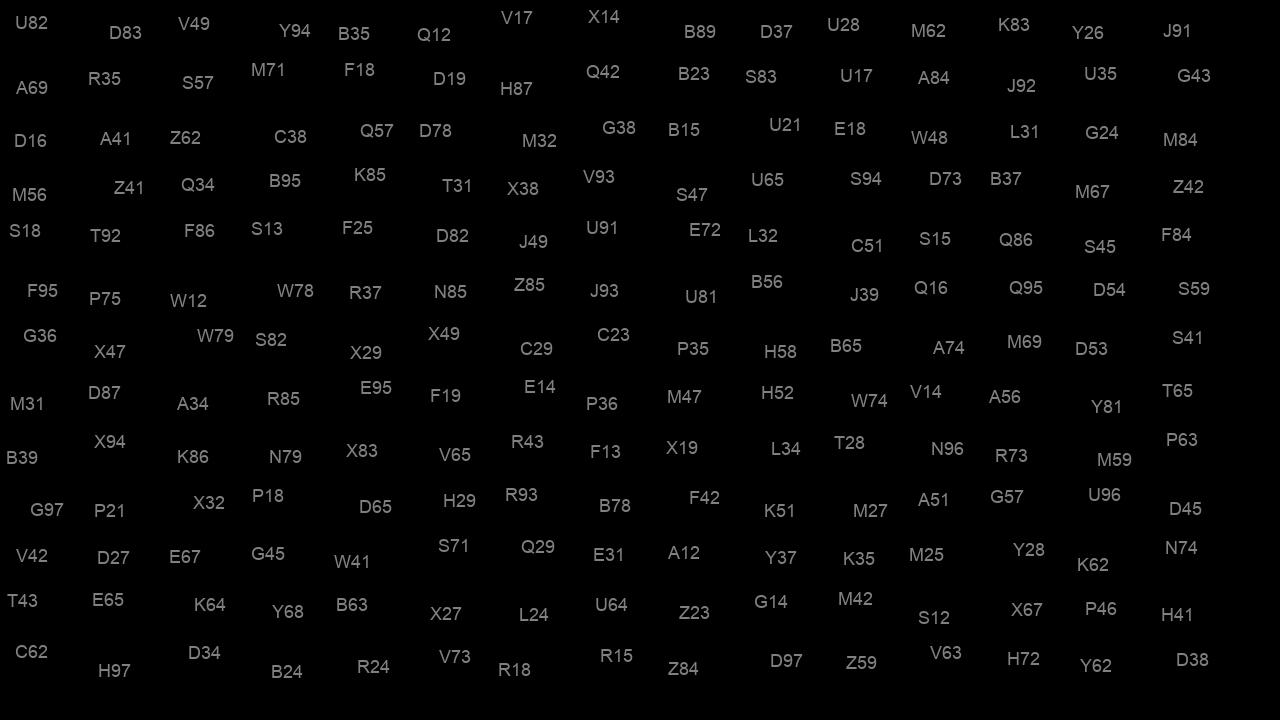 U82 D83 V49 Y94 B35 Q12 V17 X14 B89 D37 U28 M62 K83 Y26 J91
A69 R35 S57 M71 F18 D19 H87 Q42 B23 S83 U17 A84 J92 U35 G43
D16 A41 Z62 C38 Q57 D78 M32 G38 B15 U21 E18 W48 L31 G24 M84
M56 Z41 Q34 B95 K85 T31 X38 V93 S47 U65 S94 D73 B37 M67 Z42
S18 T92 F86 S13 F25 D82 J49 U91 E72 L32 C51 S15 Q86 S45 F84
F95 P75 W12 W78 R37 N85 Z85 J93 U81 B56 J39 Q16 Q95 D54 S59
G36 X47 W79 S82 X29 X49 C29 C23 P35 H58 B65 A74 M69 D53 S41
M31 D87 A34 R85 E95 F19 E14 P36 M47 H52 W74 V14 A56 Y81 T65
B39 X94 K86 N79 X83 V65 R43 F13 X19 L34 T28 N96 R73 M59 P63
G97 P21 X32 P18 D65 H29 R93 B78 F42 K51 M27 A51 G57 U96 D45
V42 D27 E67 G45 W41 S71 Q29 E31 A12 Y37 K35 M25 Y28 K62 N74
T43 E65 K64 Y68 B63 X27 L24 U64 Z23 G14 M42 S12 X67 P46 H41
C62 H97 D34 B24 R24 V73 R18 R15 Z84 D97 Z59 V63 H72 Y62 D38